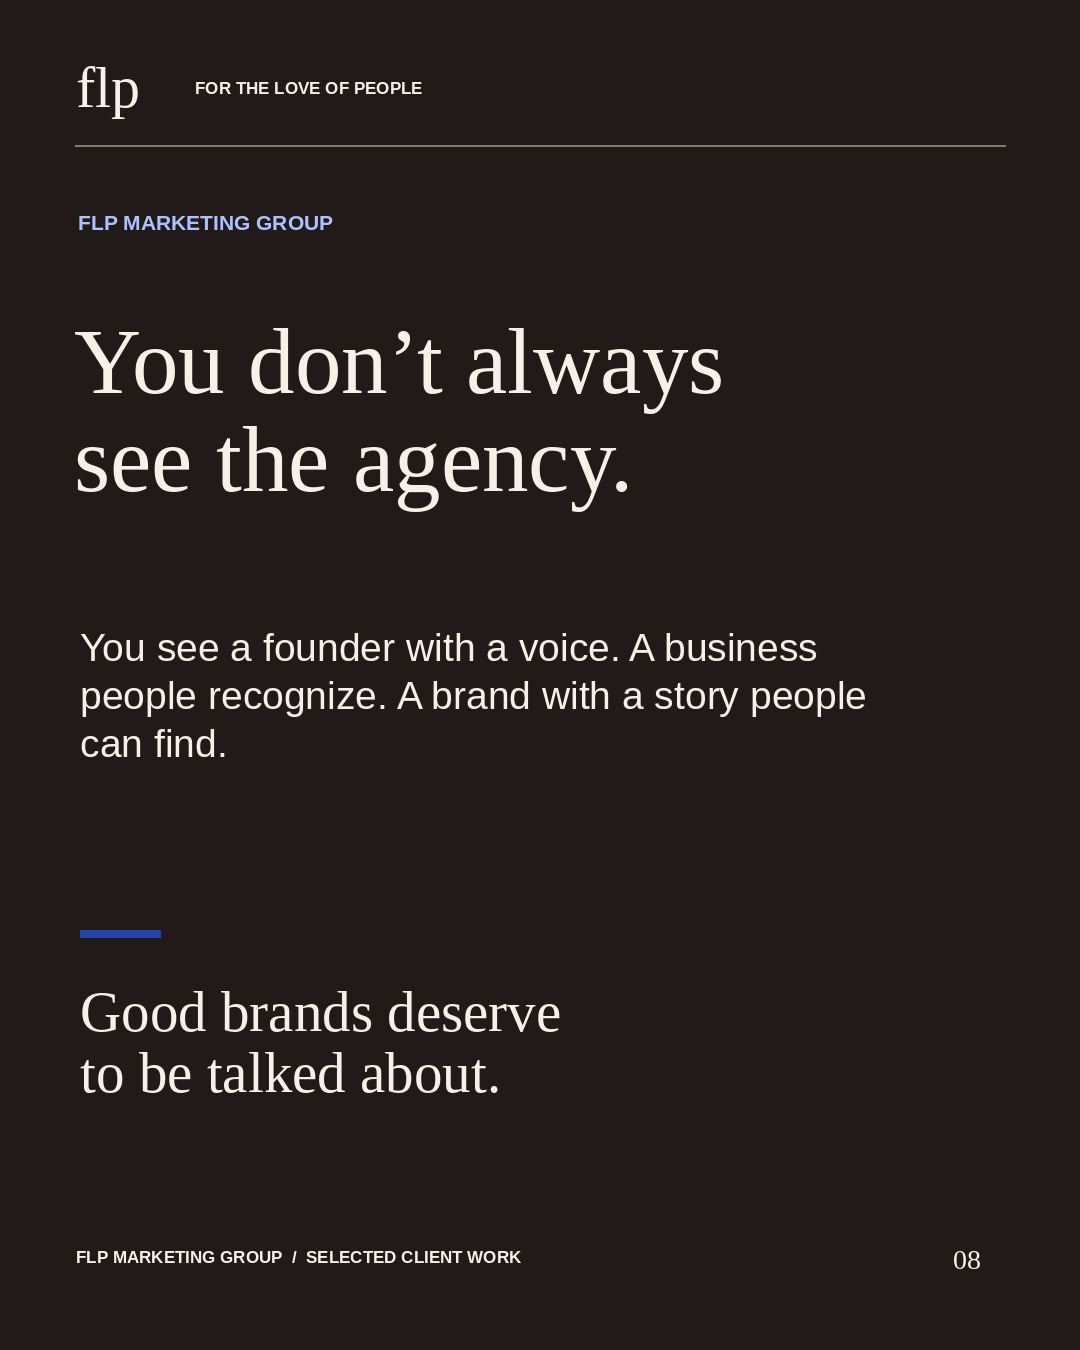 flp
FOR THE LOVE OF PEOPLE
FLP MARKETING GROUP
You don’t always
see the agency.
You see a founder with a voice. A business
people recognize. A brand with a story people
can find.
Good brands deserve
to be talked about.
FLP MARKETING GROUP / SELECTED CLIENT WORK
08